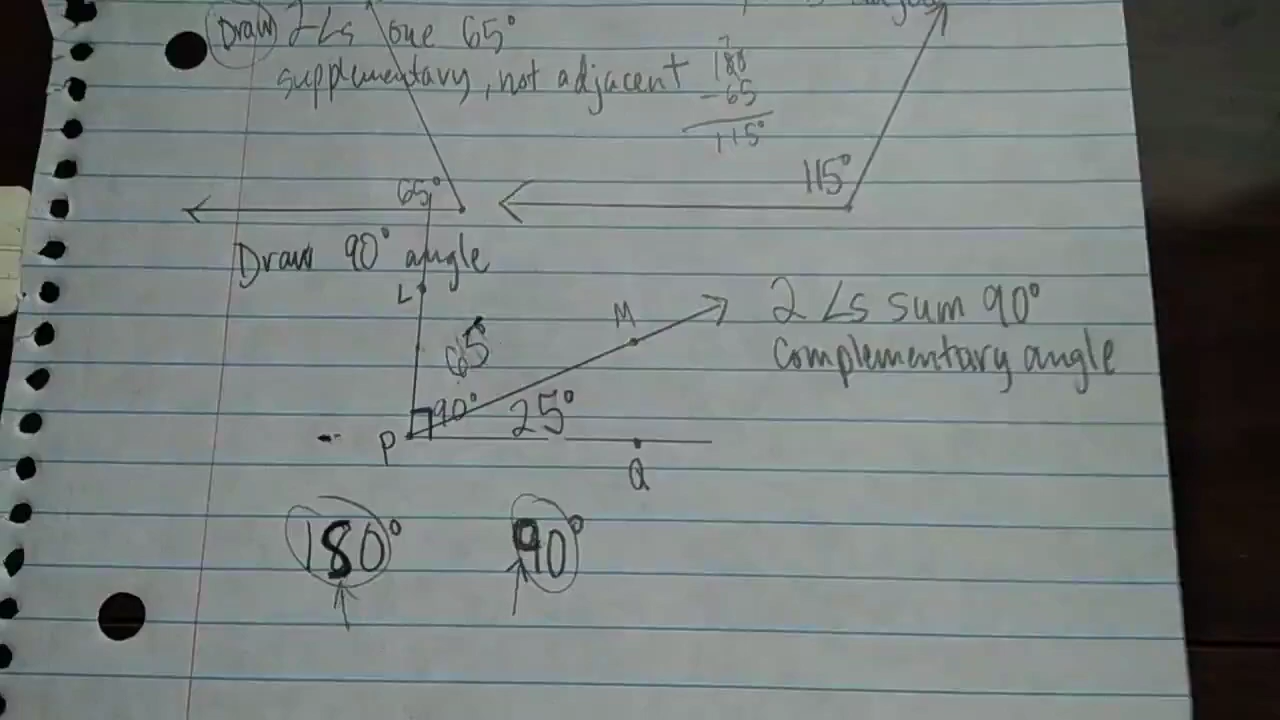 Draw 2 ∠s one 65°
supplementary, not adjacent
7
180
-65
115°
65°
115°
Draw 90° angle
L
M
2 ∠s sum 90°
complementary angle
65
90°
25°
P
Q
180°
90°